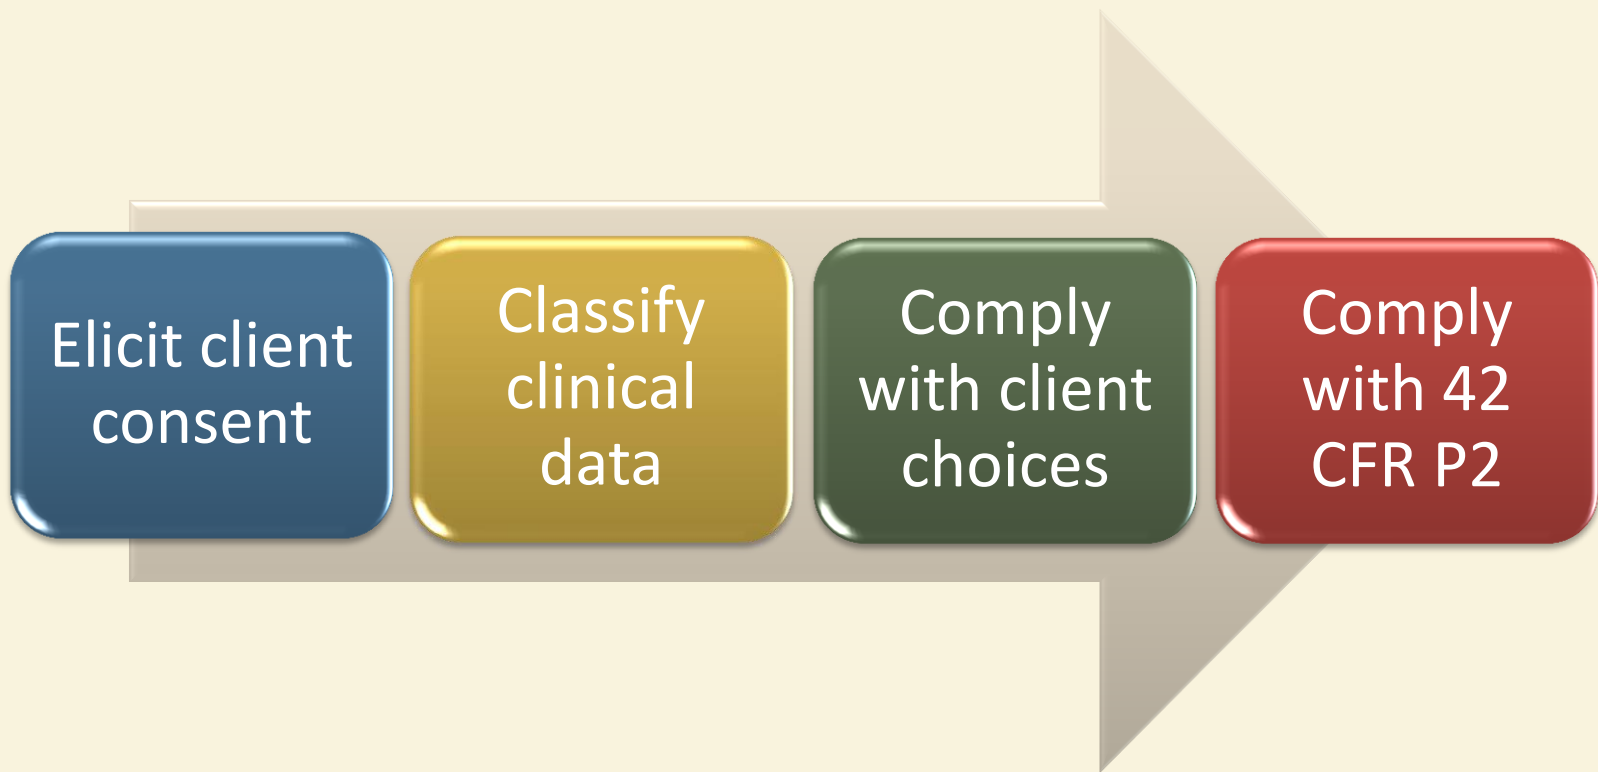 Elicit client
consent
Classify
clinical
data
Comply
with client
choices
Comply
with 42
CFR P2